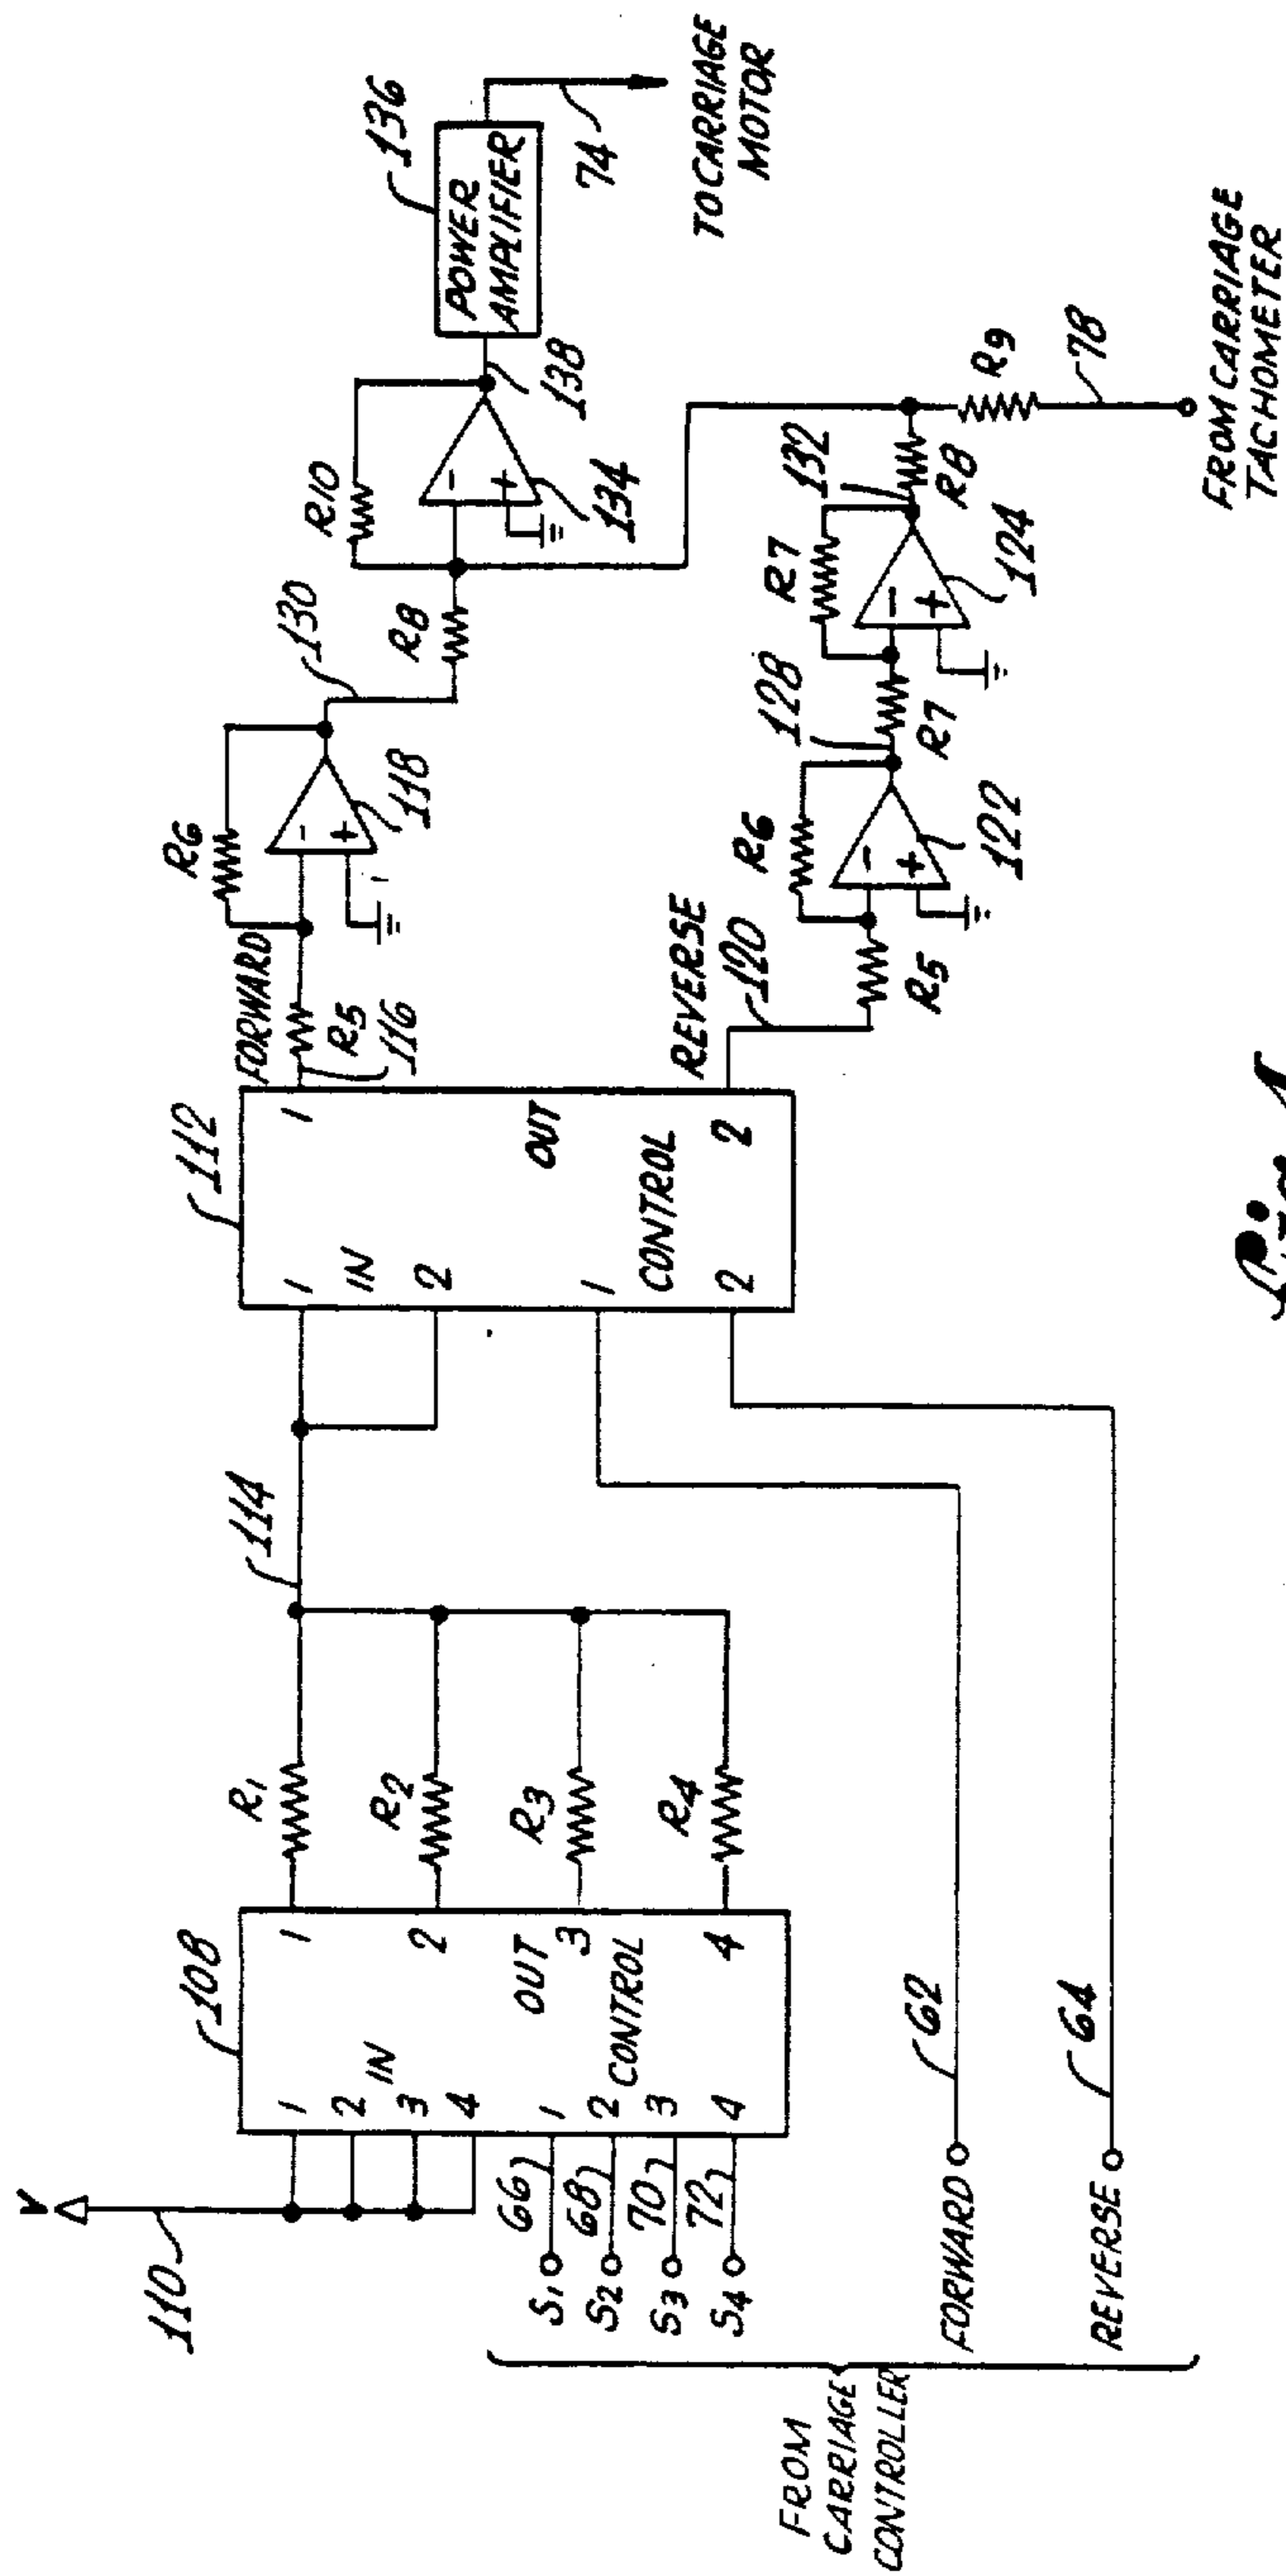 V
110
108
1
2
3
4
IN
1
2
3
4
OUT
CONTROL
1
2
3
4
66
68
70
72
S1
S2
S3
S4
FORWARD
62
REVERSE
64
FROM
CARRIAGE
CONTROLLER
R1
R2
R3
R4
114
112
1
IN
2
1
CONTROL
2
OUT
1
2
FORWARD
R5
116
R6
-
+
118
130
R8
REVERSE
120
R5
R6
-
+
122
128
R7
R7
-
+
124
132
R8
R9
78
FROM CARRIAGE
TACHOMETER
R10
-
+
134
138
POWER
AMPLIFIER
136
74
TO CARRIAGE
MOTOR